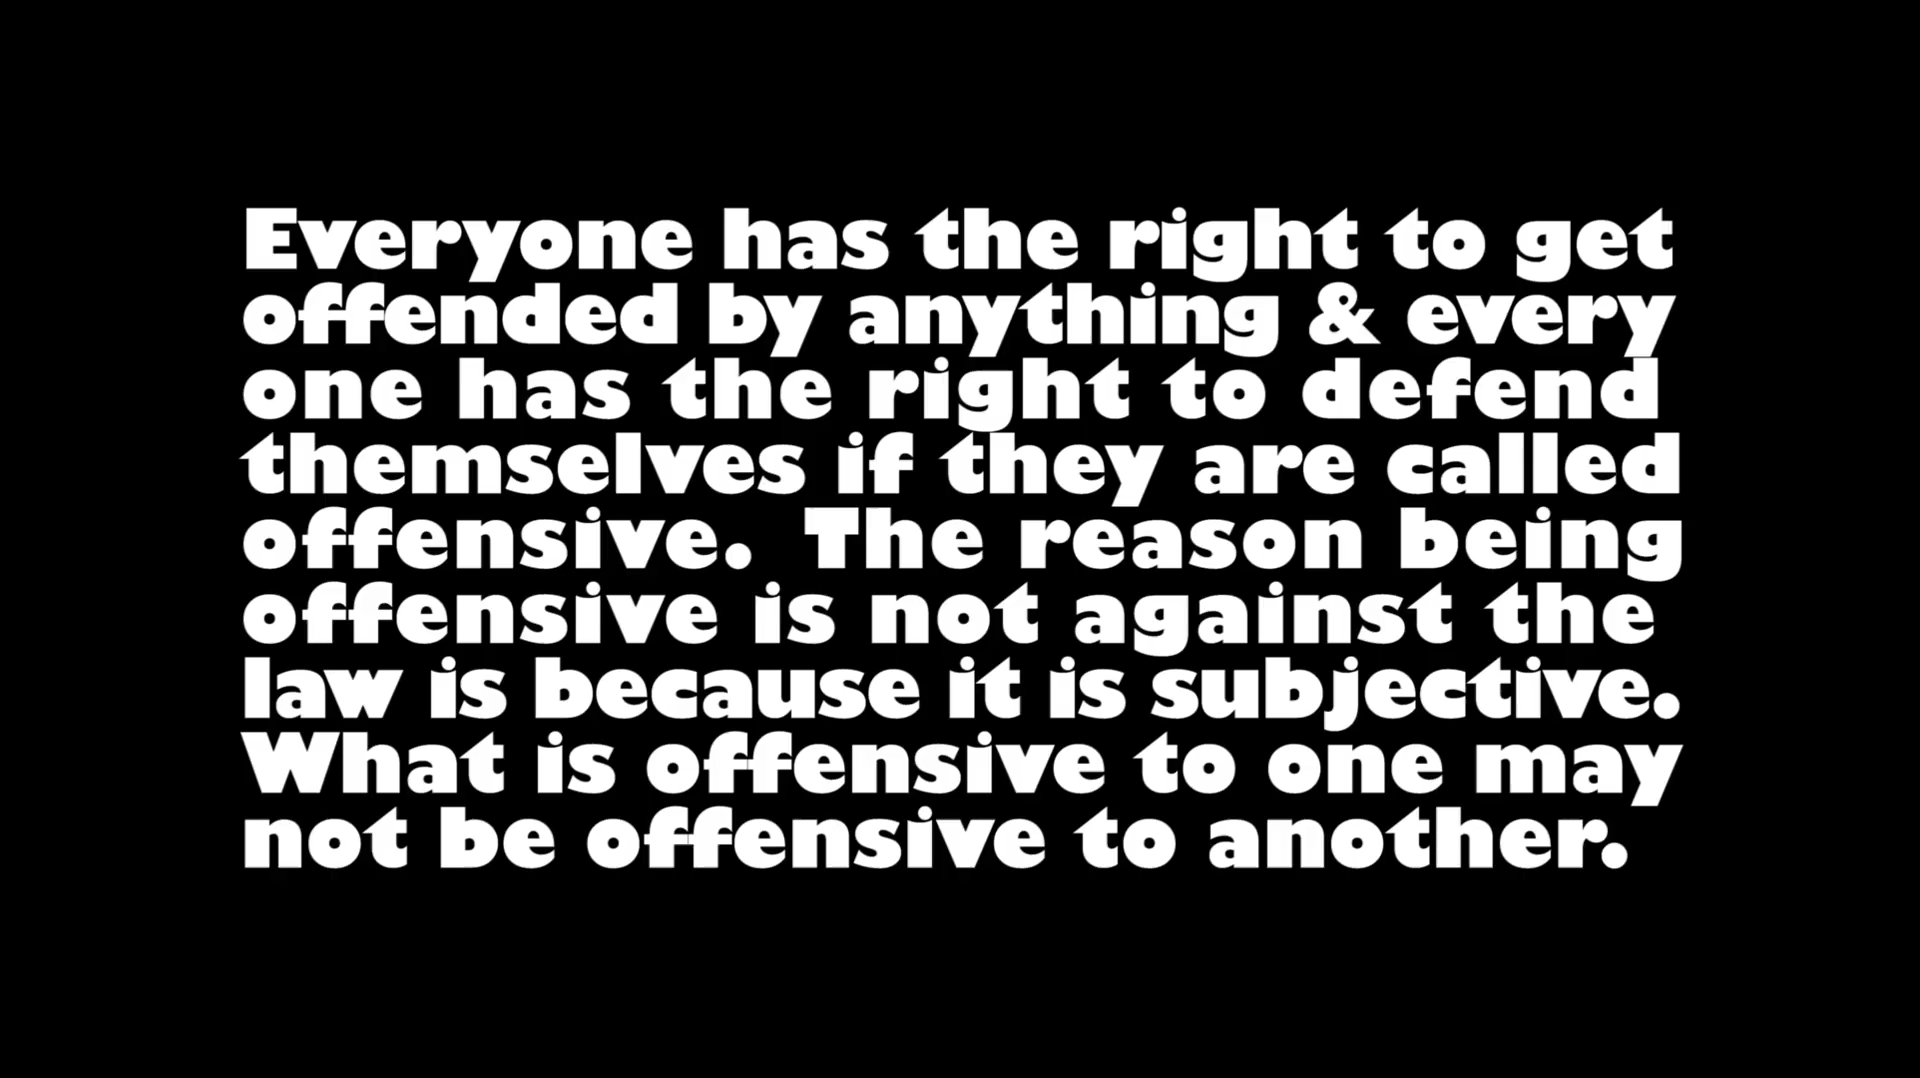 Everyone has the right to get
offended by anything & every
one has the right to defend
themselves if they are called
offensive. The reason being
offensive is not against the
law is because it is subjective.
What is offensive to one may
not be offensive to another.